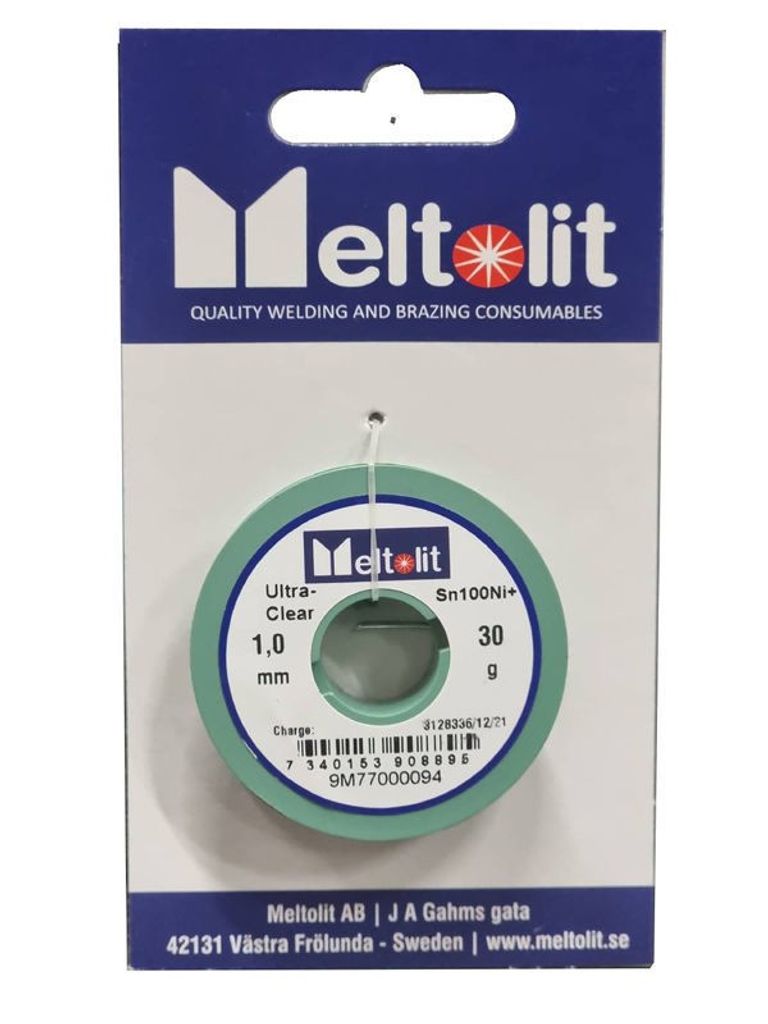 Meltolit
QUALITY WELDING AND BRAZING CONSUMABLES
Meltolit
Ultra-
Clear
Sn100Ni+
1,0
mm
30
g
Charge:
3128336/12/21
7 340153 908895
9M77000094
Meltolit AB | J A Gahms gata
42131 Västra Frölunda - Sweden | www.meltolit.se